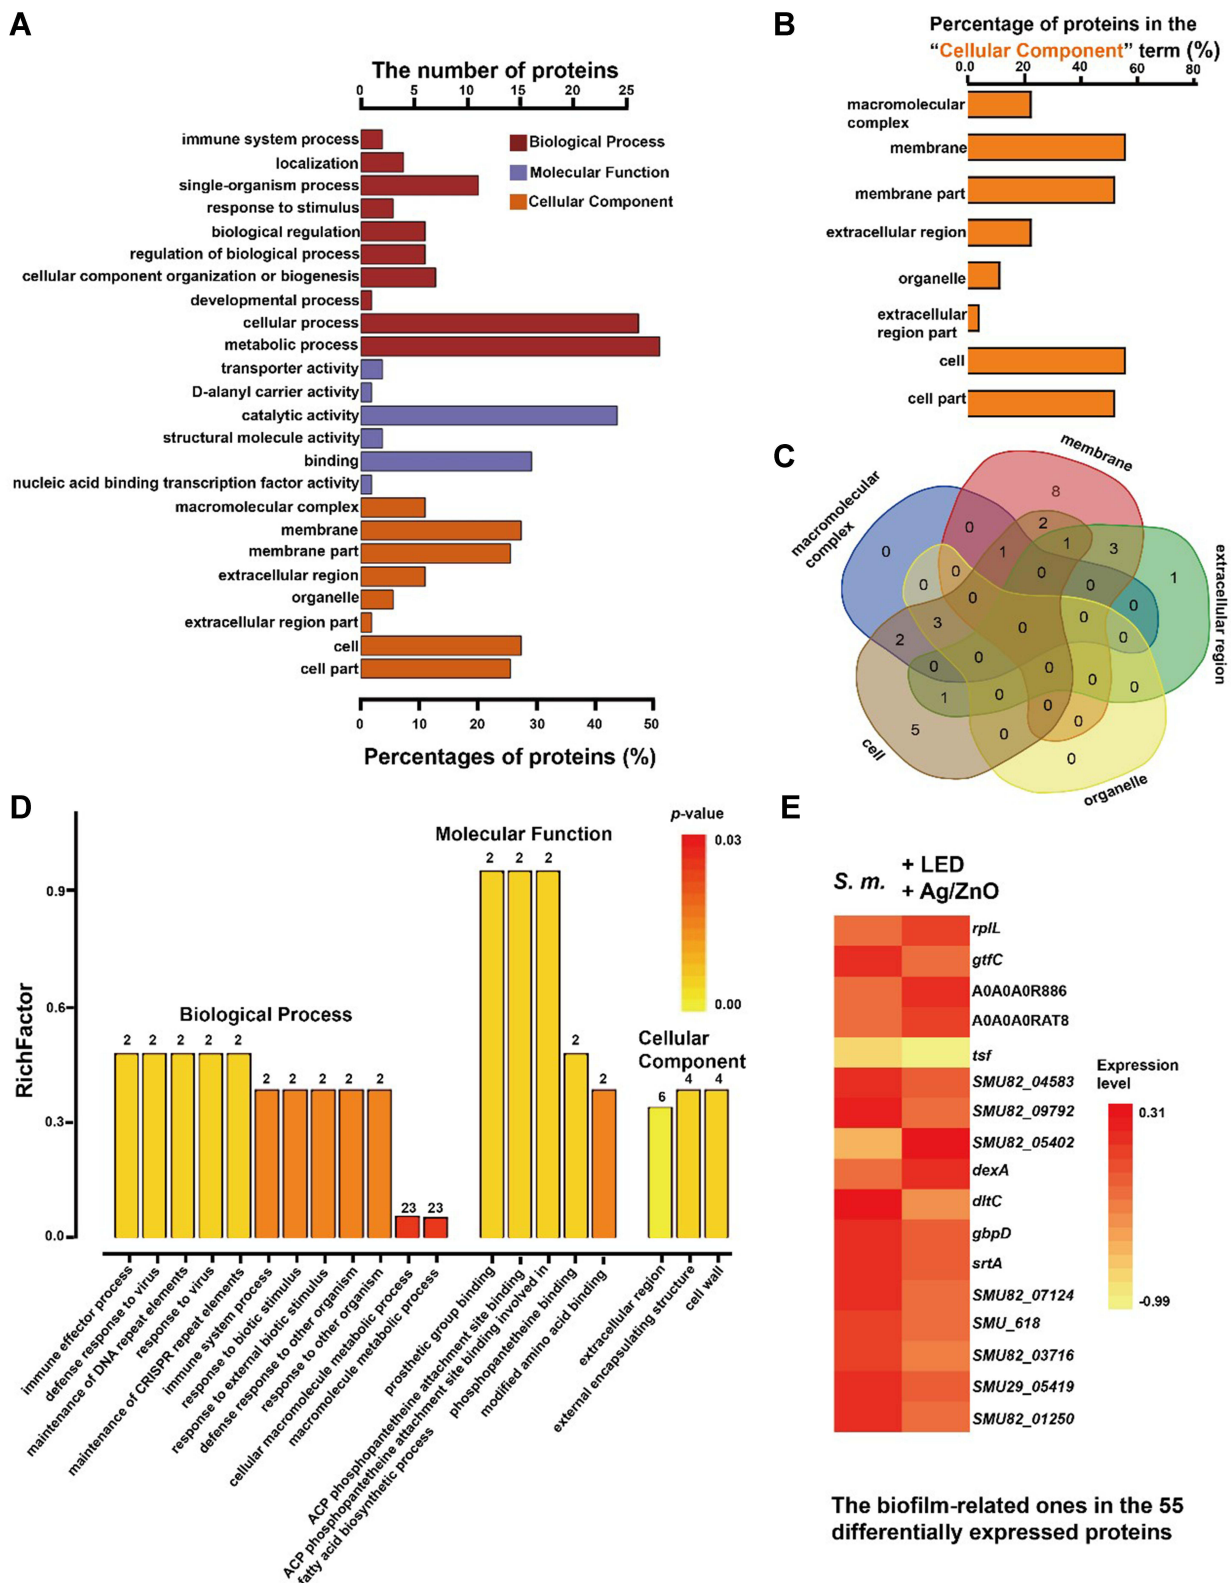 A
The number of proteins
0 5 10 15 20 25
immune system process
localization
single-organism process
response to stimulus
biological regulation
regulation of biological process
cellular component organization or biogenesis
developmental process
cellular process
metabolic process
transporter activity
D-alanyl carrier activity
catalytic activity
structural molecule activity
binding
nucleic acid binding transcription factor activity
macromolecular complex
membrane
membrane part
extracellular region
organelle
extracellular region part
cell
cell part
Biological Process
Molecular Function
Cellular Component
0 10 20 30 40 50
Percentages of proteins (%)
B
Percentage of proteins in the
“Cellular Component” term (%)
0.0 20 40 60 80
macromolecular
complex
membrane
membrane part
extracellular region
organelle
extracellular
region part
cell
cell part
C
membrane
macromolecular
complex
extracellular region
cell
organelle
8
0 2
0 1 1 3
0 0 0 0 1
0 0 0
3 0 0
2 0 0
0 0 0 0
1 0 0
5 0 0
0
D
RichFactor
0.9
0.6
0.3
0.0
Biological Process
2 2 2 2 2
2 2 2 2 2
23 23
Molecular Function
2 2 2
2
2
Cellular
Component
6 4 4
p-value
0.03
0.00
immune effector process
defense response to virus
maintenance of DNA repeat elements
response to virus
maintenance of CRISPR repeat elements
immune system process
response to biotic stimulus
response to external biotic stimulus
defense response to other organism
response to other organism
cellular macromolecule metabolic process
macromolecule metabolic process
prosthetic group binding
ACP phosphopantetheine attachment site binding
ACP phosphopantetheine attachment site binding involved in
fatty acid biosynthetic process
phosphopantetheine binding
modified amino acid binding
extracellular region
external encapsulating structure
cell wall
E
S. m.
+ LED
+ Ag/ZnO
rplL
gtfC
A0A0A0R886
A0A0A0RAT8
tsf
SMU82_04583
SMU82_09792
SMU82_05402
dexA
dltC
gbpD
srtA
SMU82_07124
SMU_618
SMU82_03716
SMU29_05419
SMU82_01250
Expression
level
0.31
-0.99
The biofilm-related ones in the 55
differentially expressed proteins